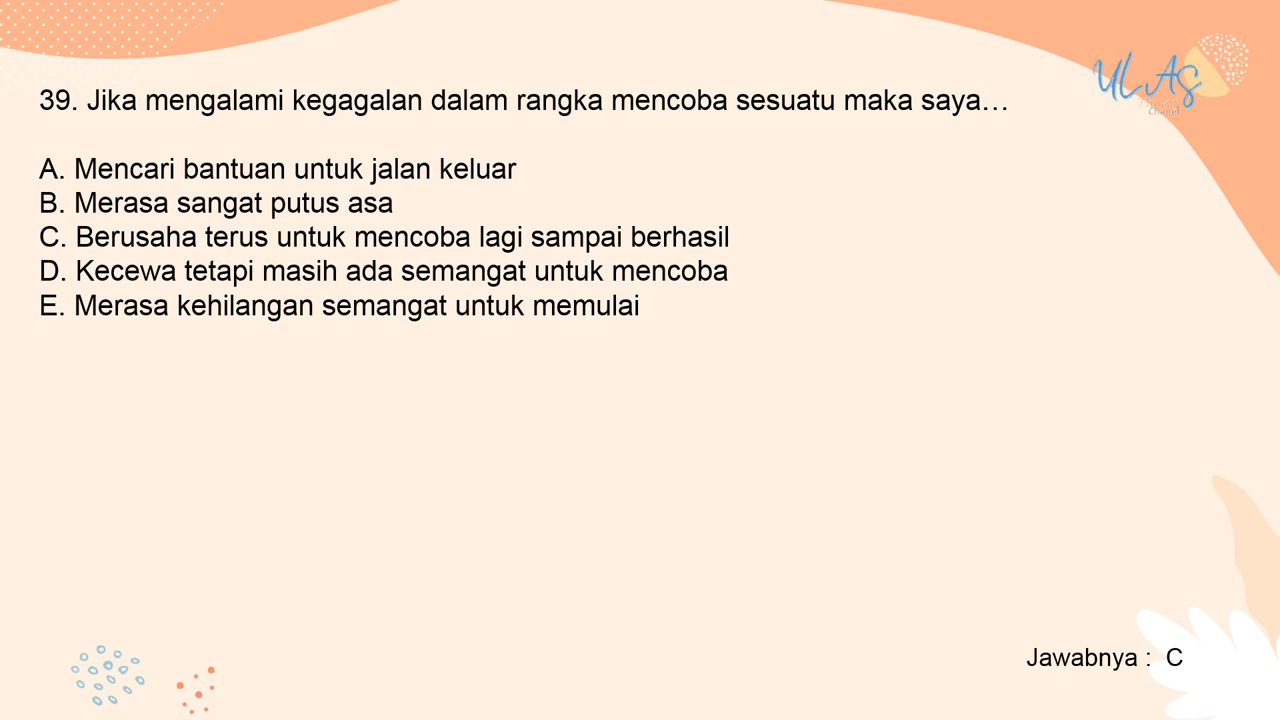 ULAS
Chanel
39. Jika mengalami kegagalan dalam rangka mencoba sesuatu maka saya…
A. Mencari bantuan untuk jalan keluar
B. Merasa sangat putus asa
C. Berusaha terus untuk mencoba lagi sampai berhasil
D. Kecewa tetapi masih ada semangat untuk mencoba
E. Merasa kehilangan semangat untuk memulai
Jawabnya : C